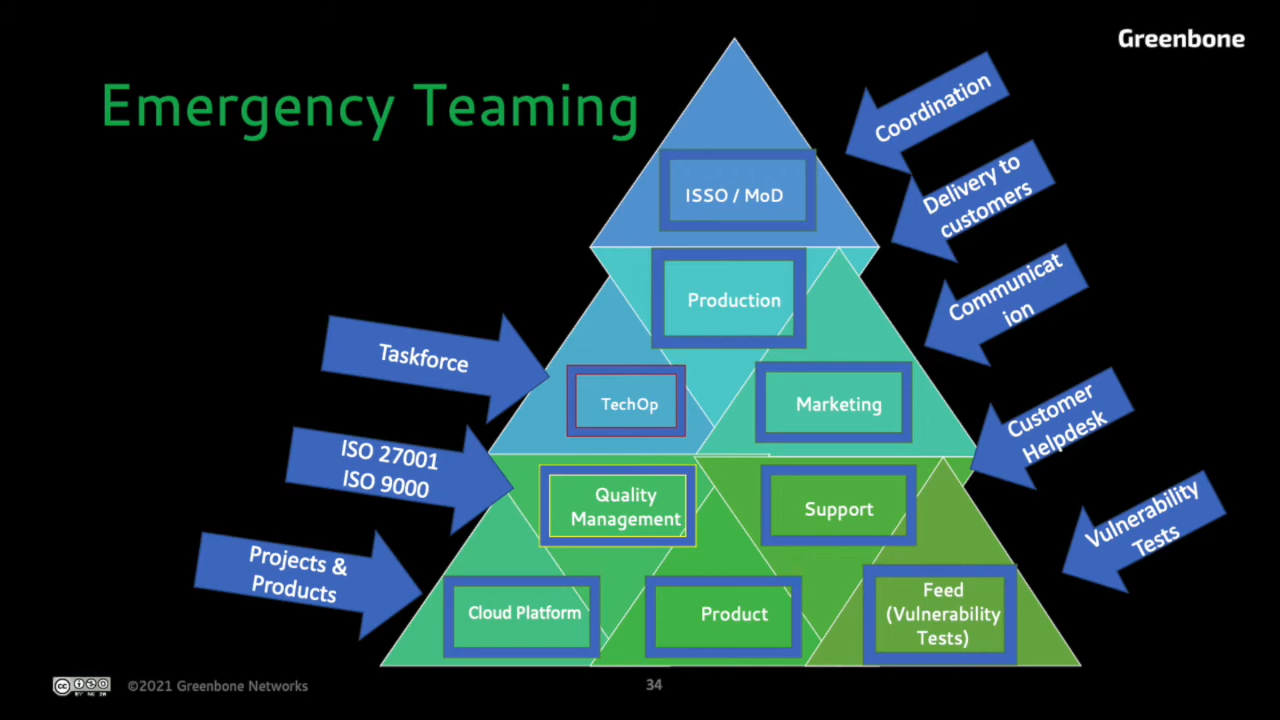 Greenbone
Emergency Teaming
Coordination
ISSO / MoD
Delivery to
customers
Production
Communicat
ion
Taskforce
TechOp
Marketing
Customer
Helpdesk
ISO 27001
ISO 9000
Quality
Management
Support
Vulnerability
Tests
Projects &
Products
Cloud Platform
Product
Feed
(Vulnerability
Tests)
©2021 Greenbone Networks
34